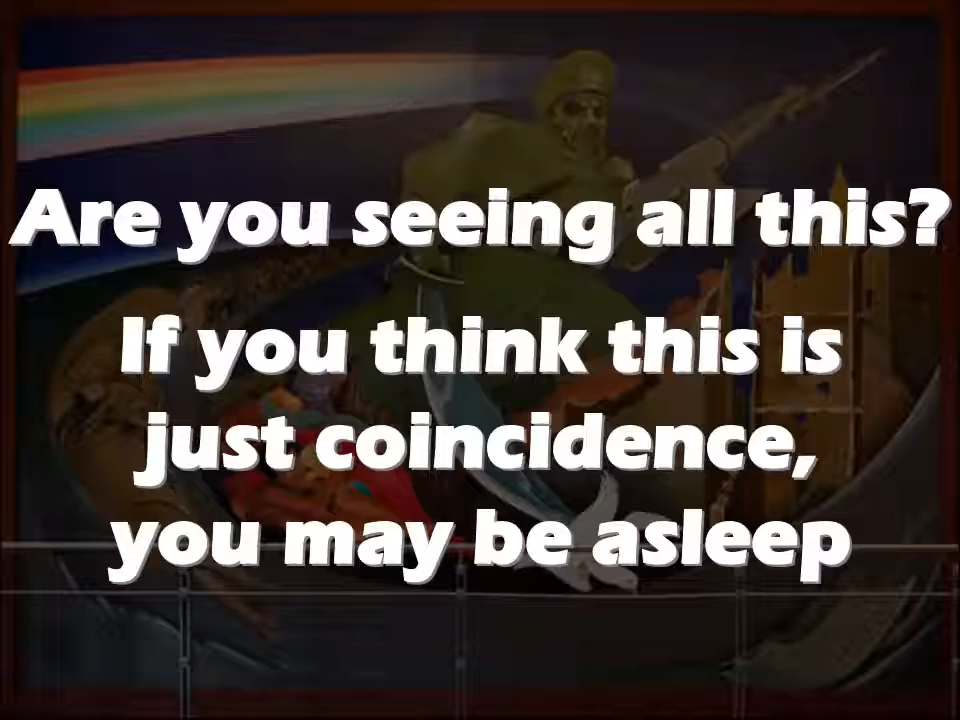 Are you seeing all this?
If you think this is
just coincidence,
you may be asleep